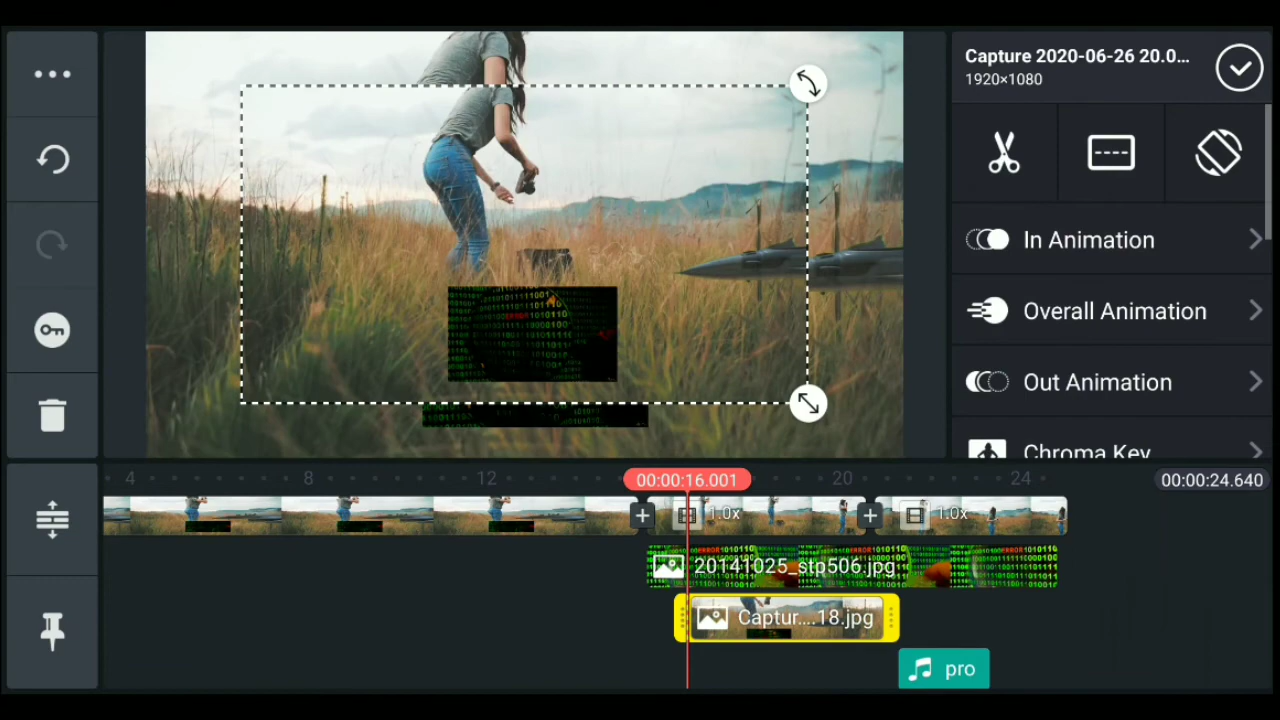 Capture 2020-06-26 20.0...
1920×1080
In Animation
Overall Animation
Out Animation
Chroma Key
4
8
12
00:00:16.001
20
24
00:00:24.640
1.0x
1.0x
20141025_stp506.jpg
Captur....18.jpg
pro